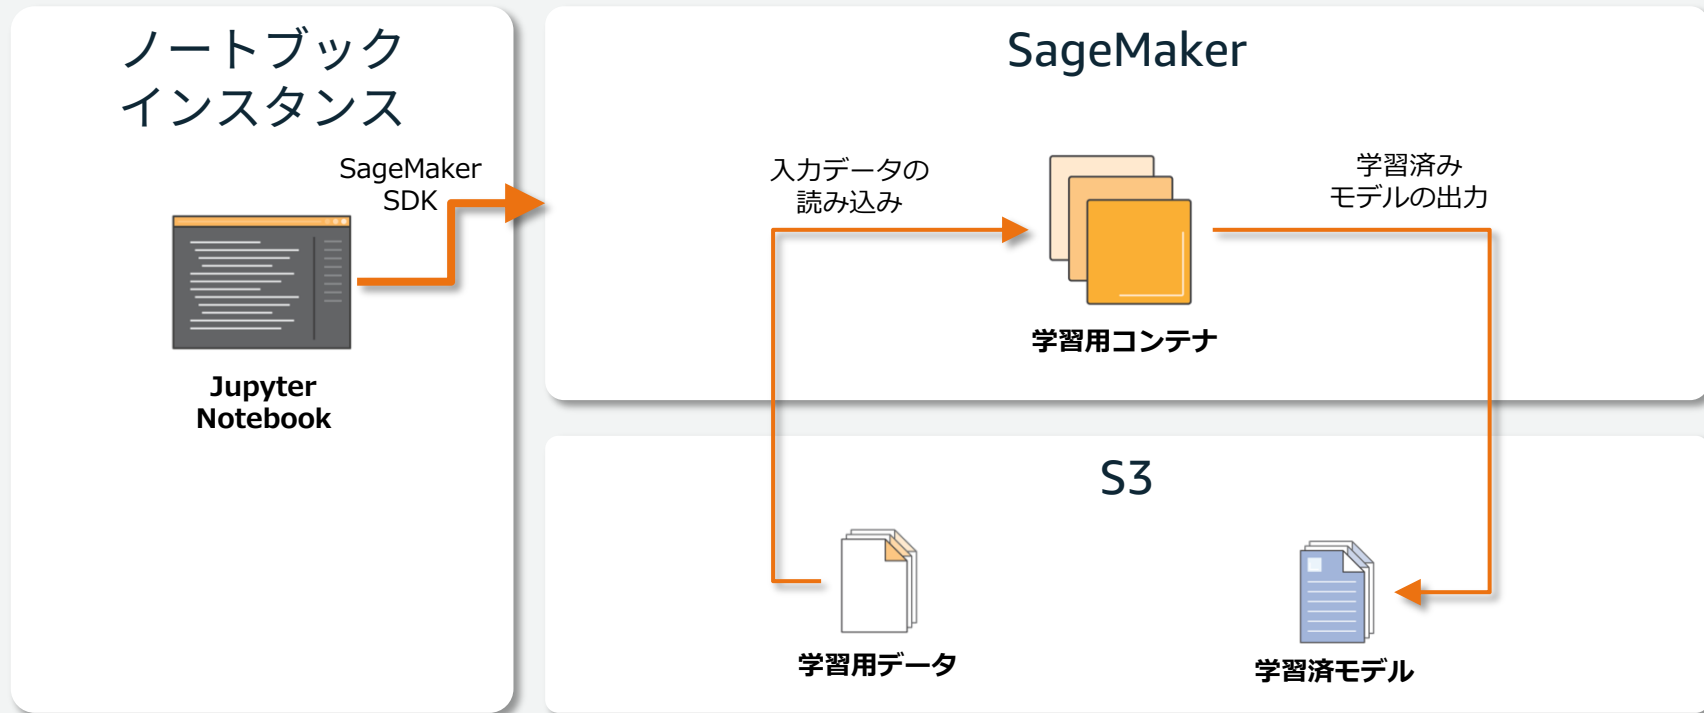 ノートブック
インスタンス
SageMaker
SDK
Jupyter
Notebook
SageMaker
入力データの
読み込み
学習済み
モデルの出力
学習用コンテナ
S3
学習用データ
学習済モデル